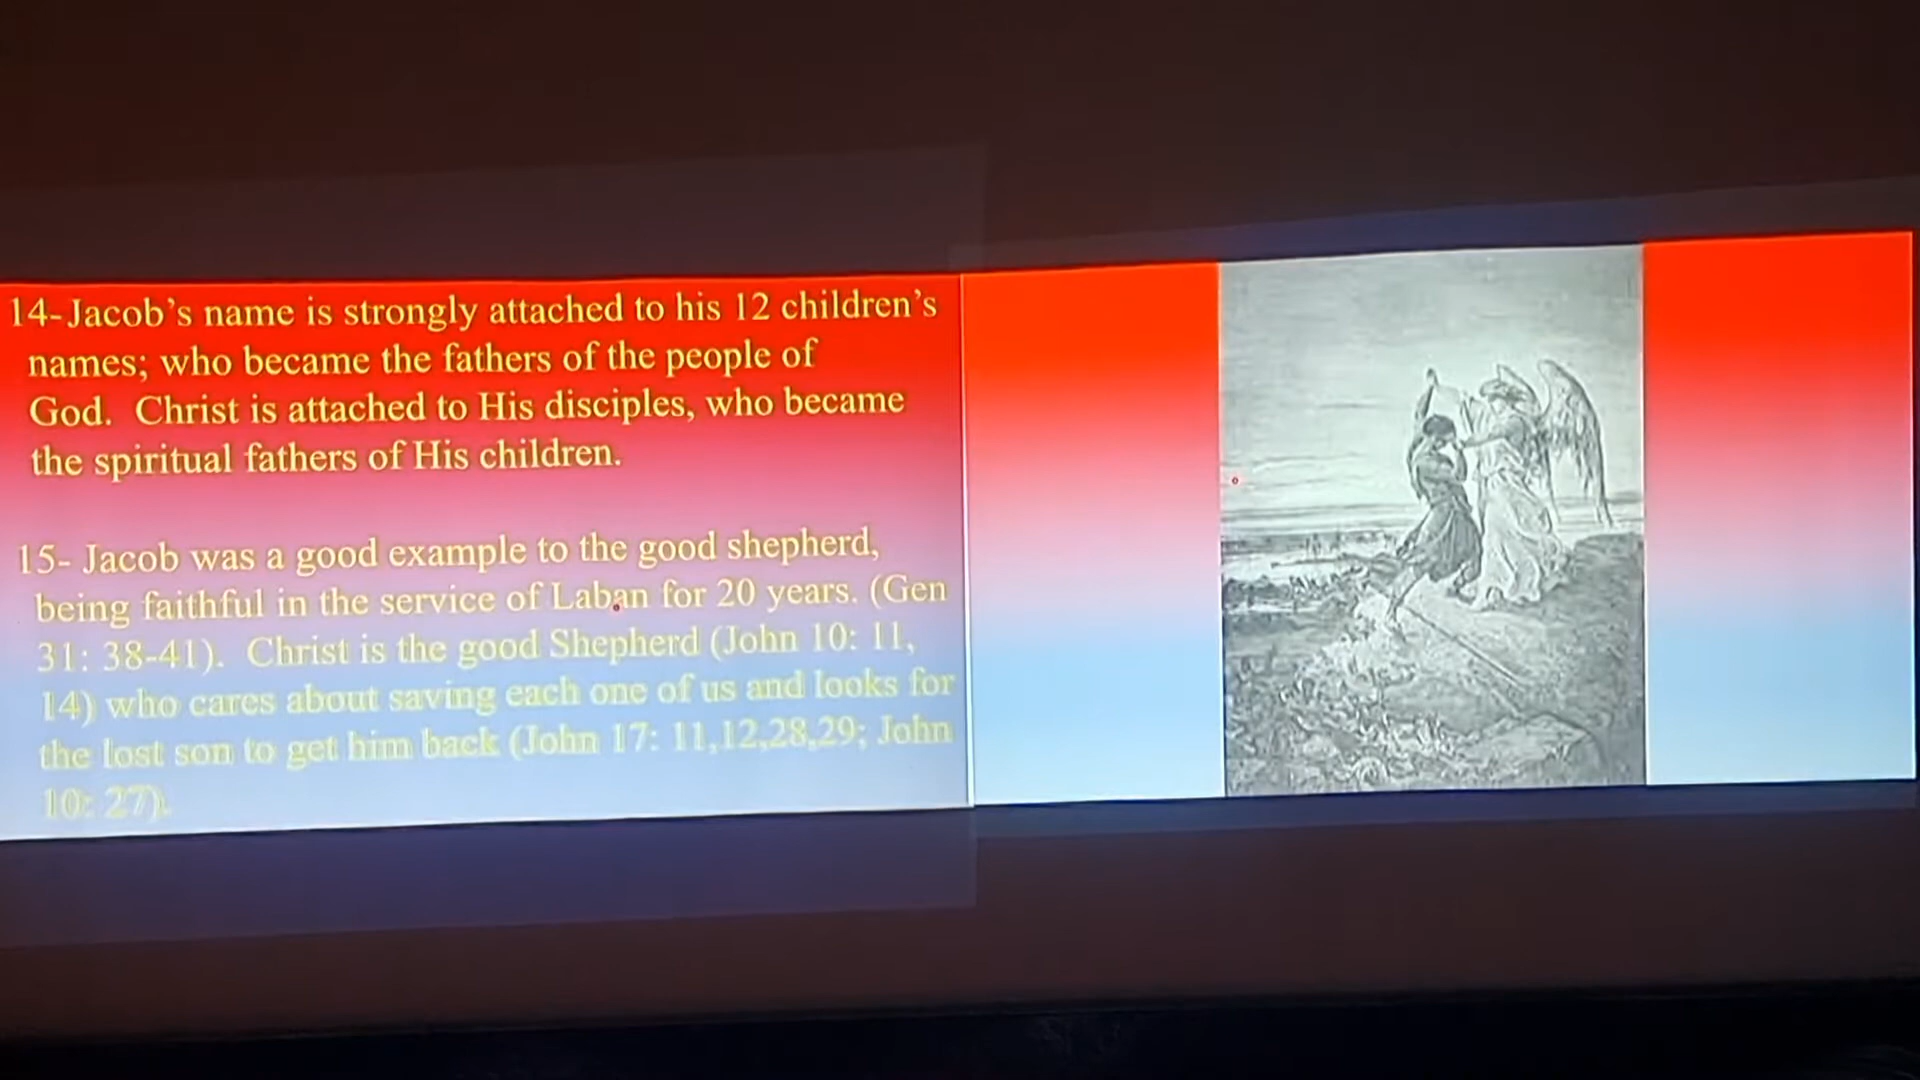 14-Jacob’s name is strongly attached to his 12 children’s
names; who became the fathers of the people of
God. Christ is attached to His disciples, who became
the spiritual fathers of His children.
15- Jacob was a good example to the good shepherd,
being faithful in the service of Laban for 20 years. (Gen
31: 38-41). Christ is the good Shepherd (John 10: 11,
14) who cares about saving each one of us and looks for
the lost son to get him back (John 17: 11,12,28,29; John
10: 27).